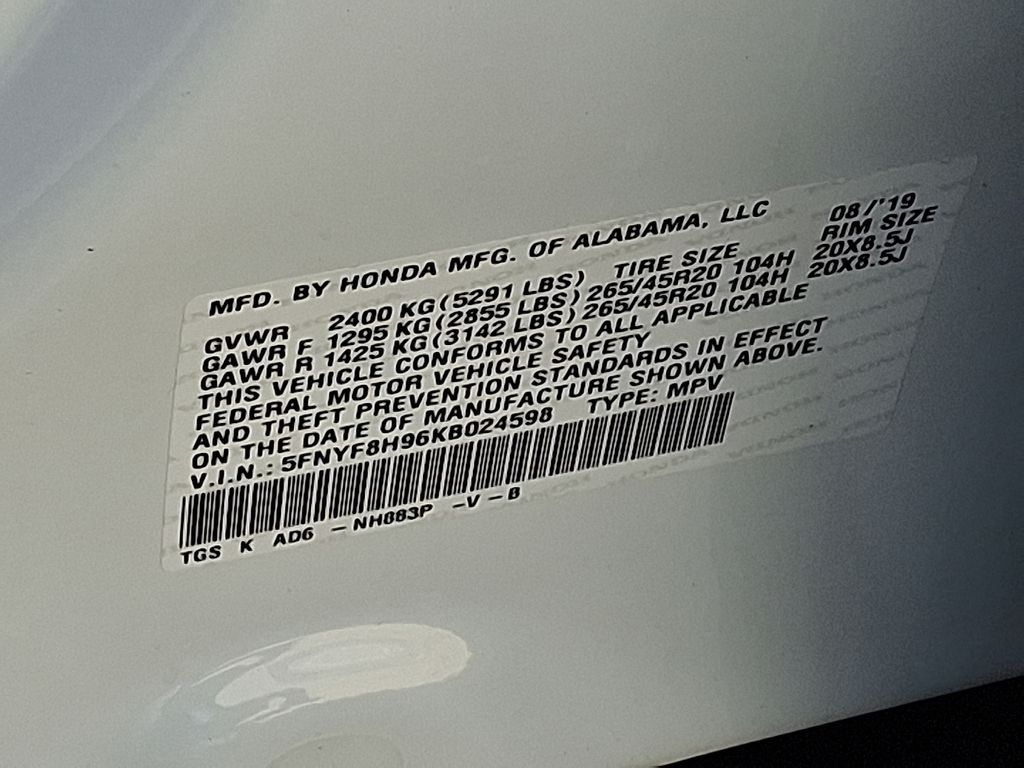 MFD. BY HONDA MFG. OF ALABAMA, LLC 08/'19
GVWR 2400 KG(5291 LBS) TIRE SIZE RIM SIZE
GAWR F 1295 KG(2855 LBS)265/45R20 104H 20X8.5J
GAWR R 1425 KG(3142 LBS)265/45R20 104H 20X8.5J
THIS VEHICLE CONFORMS TO ALL APPLICABLE
FEDERAL MOTOR VEHICLE SAFETY
AND THEFT PREVENTION STANDARDS IN EFFECT
ON THE DATE OF MANUFACTURE SHOWN ABOVE.
V.I.N.: 5FNYF8H96KB024598 TYPE: MPV
TGS K AD6 -NH883P -V-B